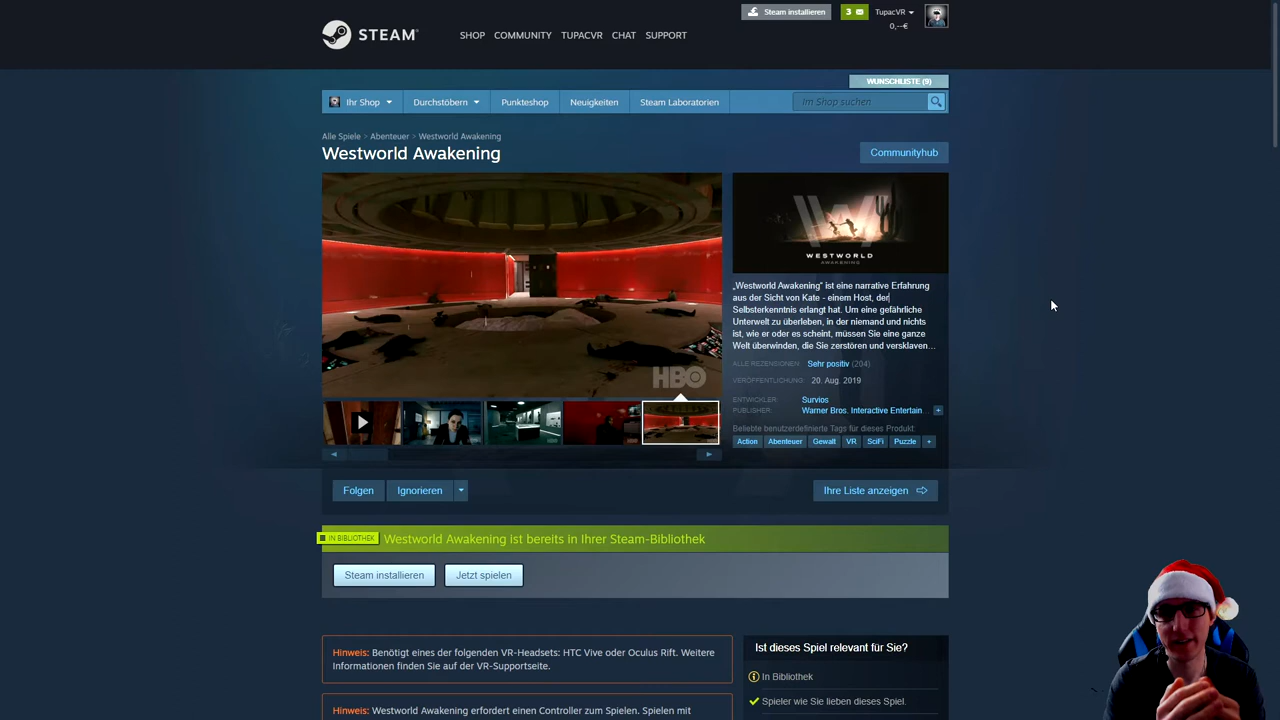 Steam installieren
3
TupacVR
0,--€
STEAM
SHOP
COMMUNITY
TUPACVR
CHAT
SUPPORT
WUNSCHLISTE (9)
Ihr Shop
Durchstöbern
Punkteshop
Neuigkeiten
Steam Laboratorien
Im Shop suchen
Alle Spiele > Abenteuer > Westworld Awakening
Westworld Awakening
Communityhub
HBO
WESTWORLD
AWAKENING
„Westworld Awakening" ist eine narrative Erfahrung
aus der Sicht von Kate - einem Host, der
Selbsterkenntnis erlangt hat. Um eine gefährliche
Unterwelt zu überleben, in der niemand und nichts
ist, wie er oder es scheint, müssen Sie eine ganze
Welt überwinden, die Sie zerstören und versklaven...
ALLE REZENSIONEN: Sehr positiv (204)
VERÖFFENTLICHUNG: 20. Aug. 2019
ENTWICKLER: Survios
PUBLISHER: Warner Bros. Interactive Entertain... +
Beliebte benutzerdefinierte Tags für dieses Produkt:
Action Abenteuer Gewalt VR SciFi Puzzle +
Folgen
Ignorieren
Ihre Liste anzeigen
IN BIBLIOTHEK
Westworld Awakening ist bereits in Ihrer Steam-Bibliothek
Steam installieren
Jetzt spielen
Hinweis: Benötigt eines der folgenden VR-Headsets: HTC Vive oder Oculus Rift. Weitere
Informationen finden Sie auf der VR-Supportseite.
Hinweis: Westworld Awakening erfordert einen Controller zum Spielen. Spielen mit
Ist dieses Spiel relevant für Sie?
In Bibliothek
Spieler wie Sie lieben dieses Spiel.